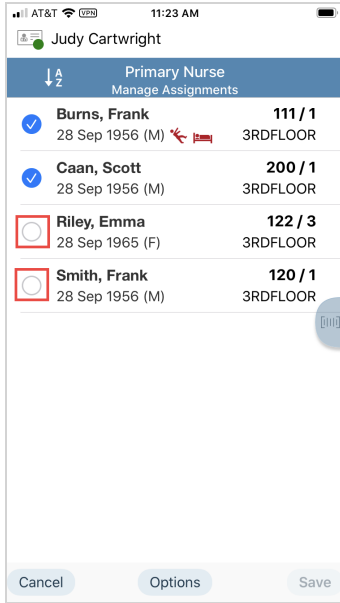 AT&T VPN 11:23 AM
Judy Cartwright
A
Z
Primary Nurse
Manage Assignments
Burns, Frank 111 / 1
28 Sep 1956 (M) 3RDFLOOR
Caan, Scott 200 / 1
28 Sep 1956 (M) 3RDFLOOR
Riley, Emma 122 / 3
28 Sep 1965 (F) 3RDFLOOR
Smith, Frank 120 / 1
28 Sep 1956 (M) 3RDFLOOR
Cancel Options Save